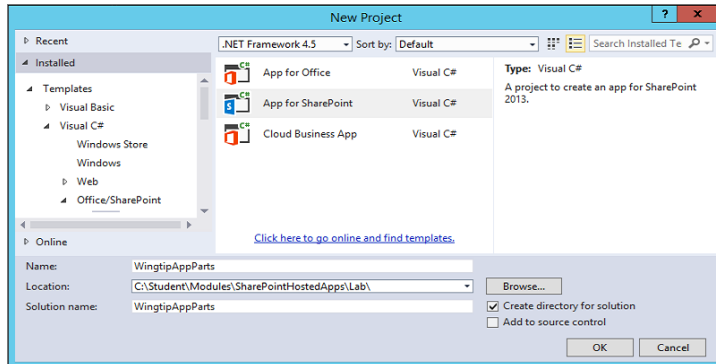 New Project
? x
Recent
.NET Framework 4.5 Sort by: Default Search Installed Te
Installed
Templates
Visual Basic
Visual C#
Windows Store
Windows
Web
Office/SharePoint
Online
C# App for Office Visual C#
C# App for SharePoint Visual C#
C# Cloud Business App Visual C#
Click here to go online and find templates.
Type: Visual C#
A project to create an app for SharePoint
2013.
Name: WingtipAppParts
Location: C:\Student\Modules\SharePointHostedApps\Lab\ Browse...
Solution name: WingtipAppParts Create directory for solution
Add to source control
OK Cancel